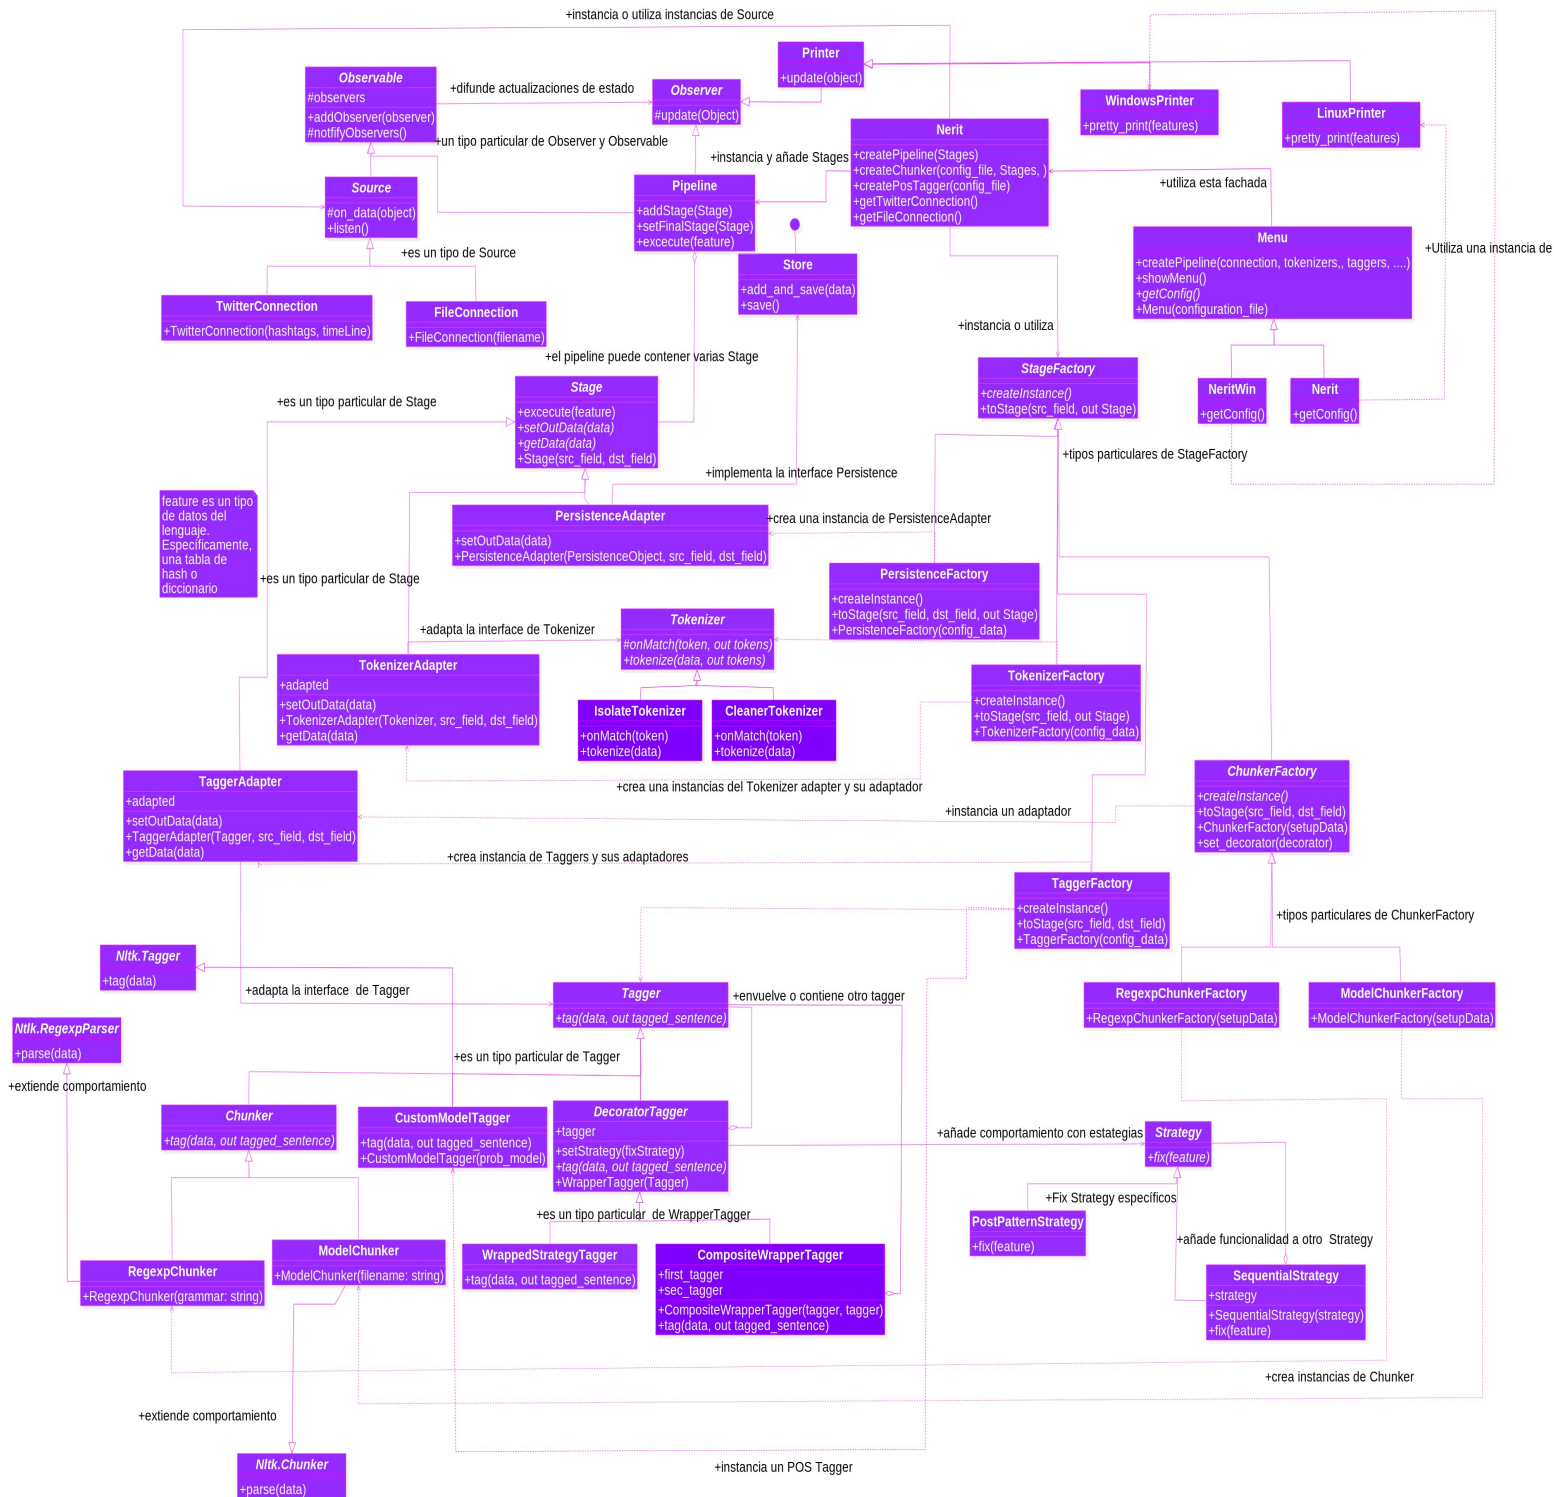 +instancia o utiliza instancias de Source
Printer
+update(object)
Observable
#observers
+addObserver(observer)
#notfifyObservers()
+difunde actualizaciones de estado
Observer
#update(Object)
WindowsPrinter
+pretty_print(features)
LinuxPrinter
+pretty_print(features)
+un tipo particular de Observer y Observable
Nerit
+createPipeline(Stages)
+createChunker(config_file, Stages, )
+createPosTagger(config_file)
+getTwitterConnection()
+getFileConnection()
+instancia y añade Stages
+utiliza esta fachada
Source
#on_data(object)
+listen()
Pipeline
+addStage(Stage)
+setFinalStage(Stage)
+excecute(feature)
+es un tipo de Source
Store
+add_and_save(data)
+save()
Menu
+createPipeline(connection, tokenizers,, taggers, ....)
+showMenu()
+getConfig()
+Menu(configuration_file)
+Utiliza una instancia de
TwitterConnection
+TwitterConnection(hashtags, timeLine)
FileConnection
+FileConnection(filename)
+instancia o utiliza
+el pipeline puede contener varias Stage
StageFactory
+createInstance()
+toStage(src_field, out Stage)
NeritWin
+getConfig()
Nerit
+getConfig()
+es un tipo particular de Stage
Stage
+excecute(feature)
+setOutData(data)
+getData(data)
+Stage(src_field, dst_field)
+tipos particulares de StageFactory
+implementa la interface Persistence
feature es un tipo
de datos del
lenguaje.
Específicamente,
una tabla de
hash o
diccionario
PersistenceAdapter
+setOutData(data)
+PersistenceAdapter(PersistenceObject, src_field, dst_field)
+crea una instancia de PersistenceAdapter
+es un tipo particular de Stage
PersistenceFactory
+createInstance()
+toStage(src_field, dst_field, out Stage)
+PersistenceFactory(config_data)
+adapta la interface de Tokenizer
Tokenizer
#onMatch(token, out tokens)
+tokenize(data, out tokens)
TokenizerAdapter
+adapted
+setOutData(data)
+TokenizerAdapter(Tokenizer, src_field, dst_field)
+getData(data)
TokenizerFactory
+createInstance()
+toStage(src_field, out Stage)
+TokenizerFactory(config_data)
IsolateTokenizer
+onMatch(token)
+tokenize(data)
CleanerTokenizer
+onMatch(token)
+tokenize(data)
+crea una instancias del Tokenizer adapter y su adaptador
TaggerAdapter
+adapted
+setOutData(data)
+TaggerAdapter(Tagger, src_field, dst_field)
+getData(data)
ChunkerFactory
+createInstance()
+toStage(src_field, dst_field)
+ChunkerFactory(setupData)
+set_decorator(decorator)
+instancia un adaptador
+crea instancia de Taggers y sus adaptadores
TaggerFactory
+createInstance()
+toStage(src_field, dst_field)
+TaggerFactory(config_data)
+tipos particulares de ChunkerFactory
Nltk.Tagger
+tag(data)
+adapta la interface  de Tagger
Tagger
+tag(data, out tagged_sentence)
+envuelve o contiene otro tagger
RegexpChunkerFactory
+RegexpChunkerFactory(setupData)
ModelChunkerFactory
+ModelChunkerFactory(setupData)
Ntlk.RegexpParser
+parse(data)
+es un tipo particular de Tagger
+extiende comportamiento
Chunker
+tag(data, out tagged_sentence)
CustomModelTagger
+tag(data, out tagged_sentence)
+CustomModelTagger(prob_model)
DecoratorTagger
+tagger
+setStrategy(fixStrategy)
+tag(data, out tagged_sentence)
+WrapperTagger(Tagger)
+añade comportamiento con estategias
Strategy
+fix(feature)
+Fix Strategy específicos
+es un tipo particular  de WrapperTagger
PostPatternStrategy
+fix(feature)
+añade funcionalidad a otro  Strategy
ModelChunker
+ModelChunker(filename: string)
WrappedStrategyTagger
+tag(data, out tagged_sentence)
CompositeWrapperTagger
+first_tagger
+sec_tagger
+CompositeWrapperTagger(tagger, tagger)
+tag(data, out tagged_sentence)
RegexpChunker
+RegexpChunker(grammar: string)
SequentialStrategy
+strategy
+SequentialStrategy(strategy)
+fix(feature)
+crea instancias de Chunker
+extiende comportamiento
Nltk.Chunker
+parse(data)
+instancia un POS Tagger